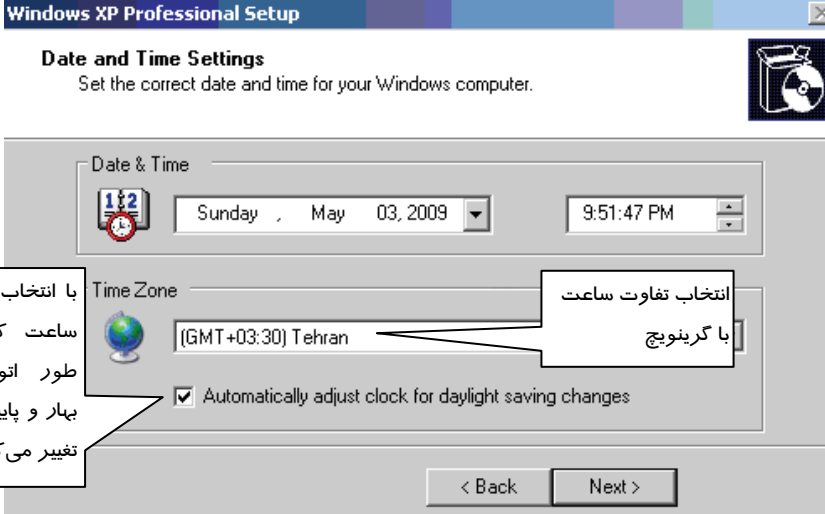 Windows XP Professional Setup
Date and Time Settings
Set the correct date and time for your Windows computer.
Date & Time
Sunday , May 03, 2009
9:51:47 PM
Time Zone
(GMT+03:30) Tehran
انتخاب تفاوت ساعت
با گرینویچ
با انتخاب
ساعت
طور
بهار و
تغییر
Automatically adjust clock for daylight saving changes
< Back
Next >